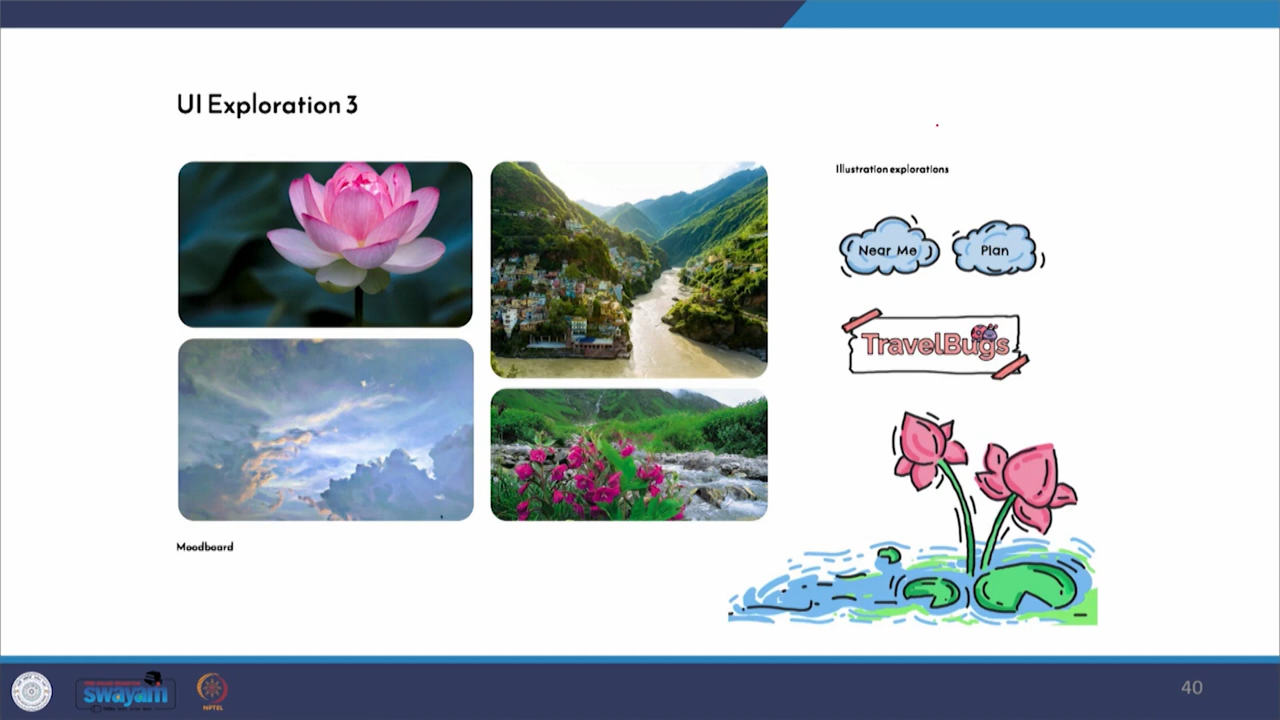 UI Exploration 3
Illustration explorations
Near Me
Plan
TravelBugs
Moodboard
swayam
NPTEL
40